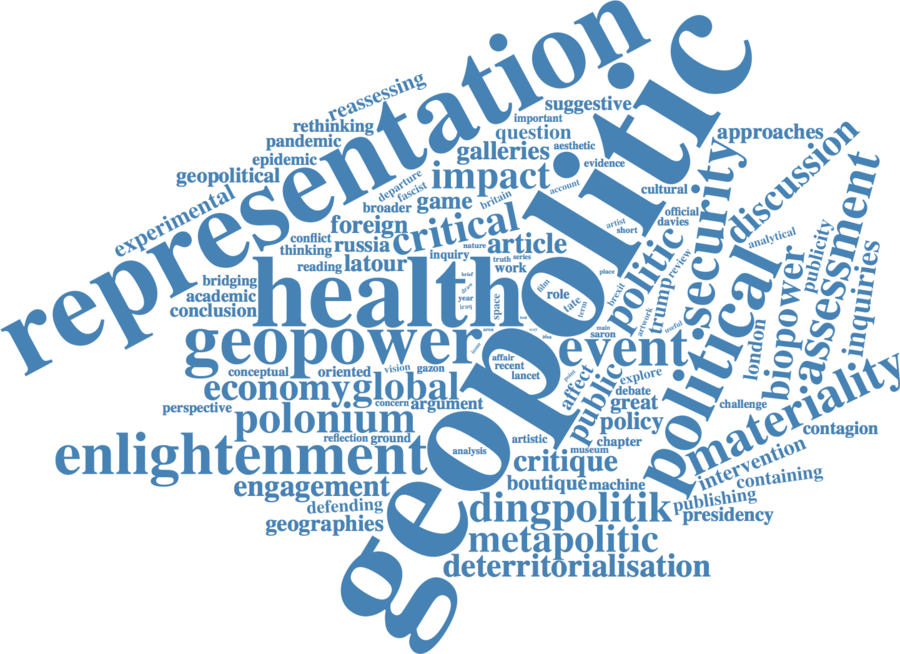 representation
geopolitic
suggestive
important
question
aesthetic
approaches
reassessing
rethinking
pandemic
epidemic
geopolitical
experimental
galleries
evidence
impact
departure
fascist
broader
game
britain
account
cultural
official
davies
discussion
security
assessment
foreign
critical
artist
short
conflict
thinking
russia
nature
article
inquiry
truth
series
reading
latour
work
politic
review
analytical
publicity
inquiries
bridging
academic
conclusion
health
brief
draw
year
space
film
role
tate
term
place
brexit
trump
artwork
political
biopower
london
geopower
main
saron
useful
event
affair
recent
lancet
conceptual
oriented
vision
gazon
economy
global
point
affect
public
explore
debate
great
policy
perspective
concern
argument
polonium
challenge
materiality
contagion
reflection
ground
artistic
chapter
museum
enlightenment
analysis
critique
intervention
containing
engagement
boutique
machine
publishing
presidency
defending
geographies
dingpolitik
metapolitic
deterritorialisation